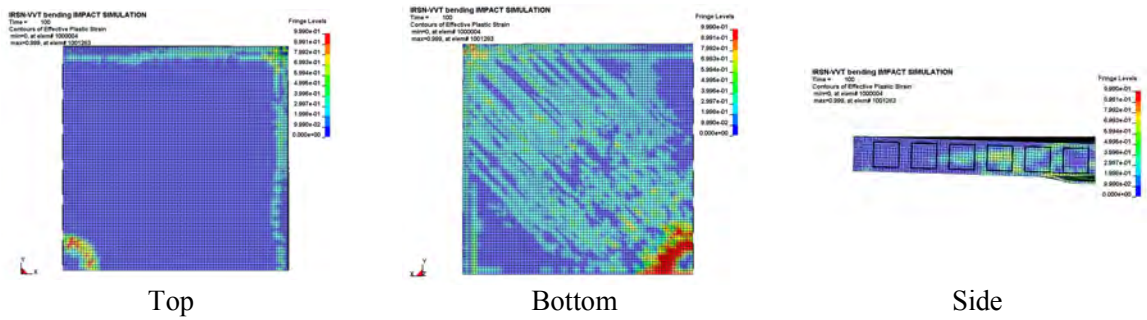 IRSN-VVT bending IMPACT SIMULATION
Time = 100
Contours of Effective Plastic Strain
min=0, at elem# 1000004
max=0.999, at elem# 1001263
Fringe Levels
9.990e-01
8.991e-01
7.992e-01
6.993e-01
5.994e-01
4.995e-01
3.996e-01
2.997e-01
1.998e-01
9.990e-02
0.000e+00
Y
X
Top
IRSN-VVT bending IMPACT SIMULATION
Time = 100
Contours of Effective Plastic Strain
min=0, at elem# 1000004
max=0.999, at elem# 1001263
Fringe Levels
9.990e-01
8.991e-01
7.992e-01
6.993e-01
5.994e-01
4.995e-01
3.996e-01
2.997e-01
1.998e-01
9.990e-02
0.000e+00
Y
X Z
Bottom
IRSN-VVT bending IMPACT SIMULATION
Time = 100
Contours of Effective Plastic Strain
min=0, at elem# 1000004
max=0.999, at elem# 1001263
Fringe Levels
9.990e-01
8.991e-01
7.992e-01
6.993e-01
5.994e-01
4.995e-01
3.996e-01
2.997e-01
1.998e-01
9.990e-02
0.000e+00
Side